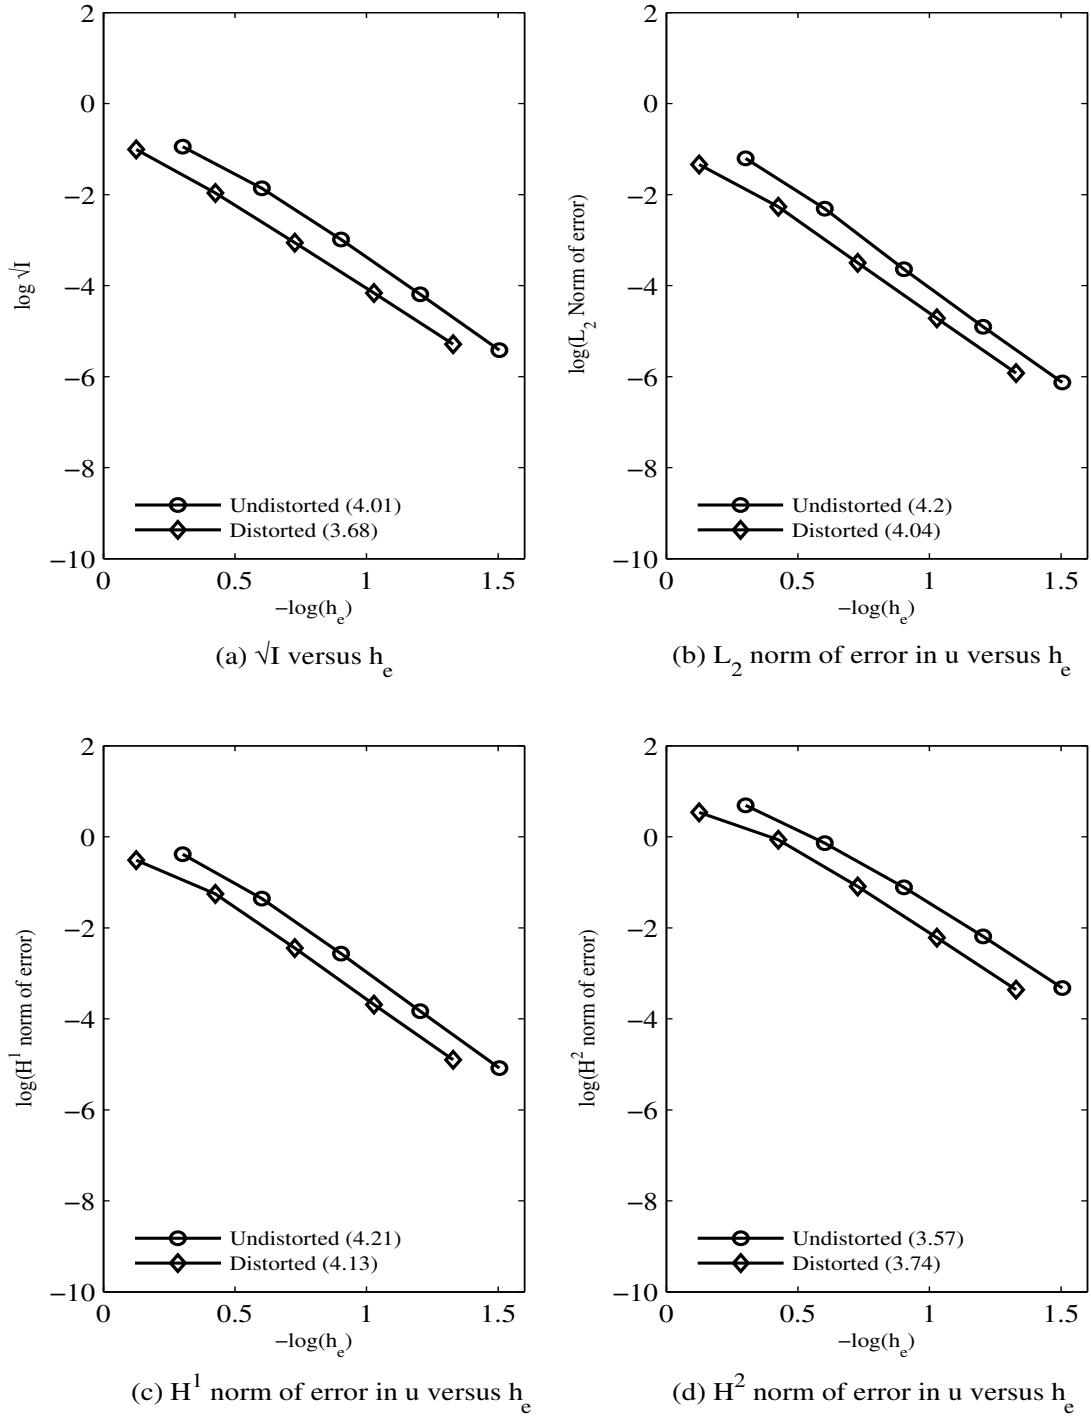 2
0
−2
−4
−6
−8
−10
log √I
Undistorted (4.01)
Distorted (3.68)
0 0.5 1 1.5
−log(h_e)
(a) √I versus h_e
2
0
−2
−4
−6
−8
−10
log(L_2 Norm of error)
Undistorted (4.2)
Distorted (4.04)
0 0.5 1 1.5
−log(h_e)
(b) L_2 norm of error in u versus h_e
2
0
−2
−4
−6
−8
−10
log(H^1 norm of error)
Undistorted (4.21)
Distorted (4.13)
0 0.5 1 1.5
−log(h_e)
(c) H^1 norm of error in u versus h_e
2
0
−2
−4
−6
−8
−10
log(H^2 norm of error)
Undistorted (3.57)
Distorted (3.74)
0 0.5 1 1.5
−log(h_e)
(d) H^2 norm of error in u versus h_e